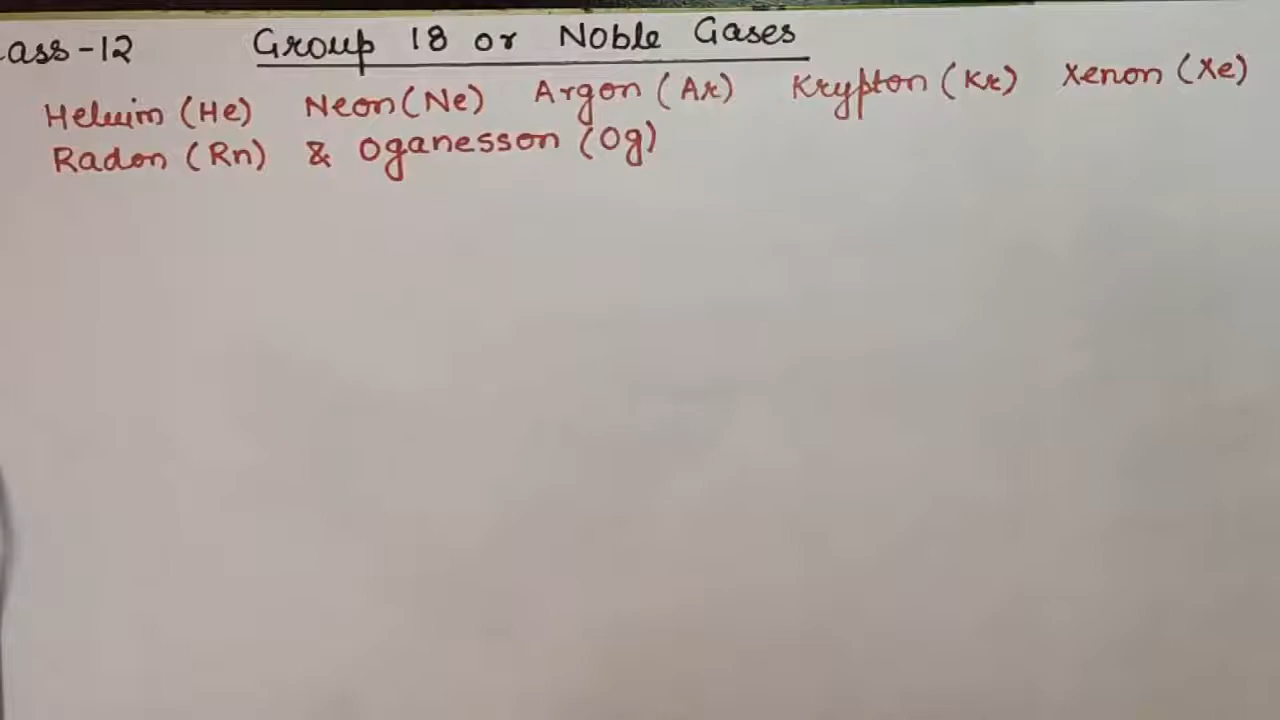 ass-12 Group 18 or Noble Gases
Heluim (He) Neon (Ne) Argon (Ar) Krypton (Kr) Xenon (Xe)
Radon (Rn) & Oganesson (Og)